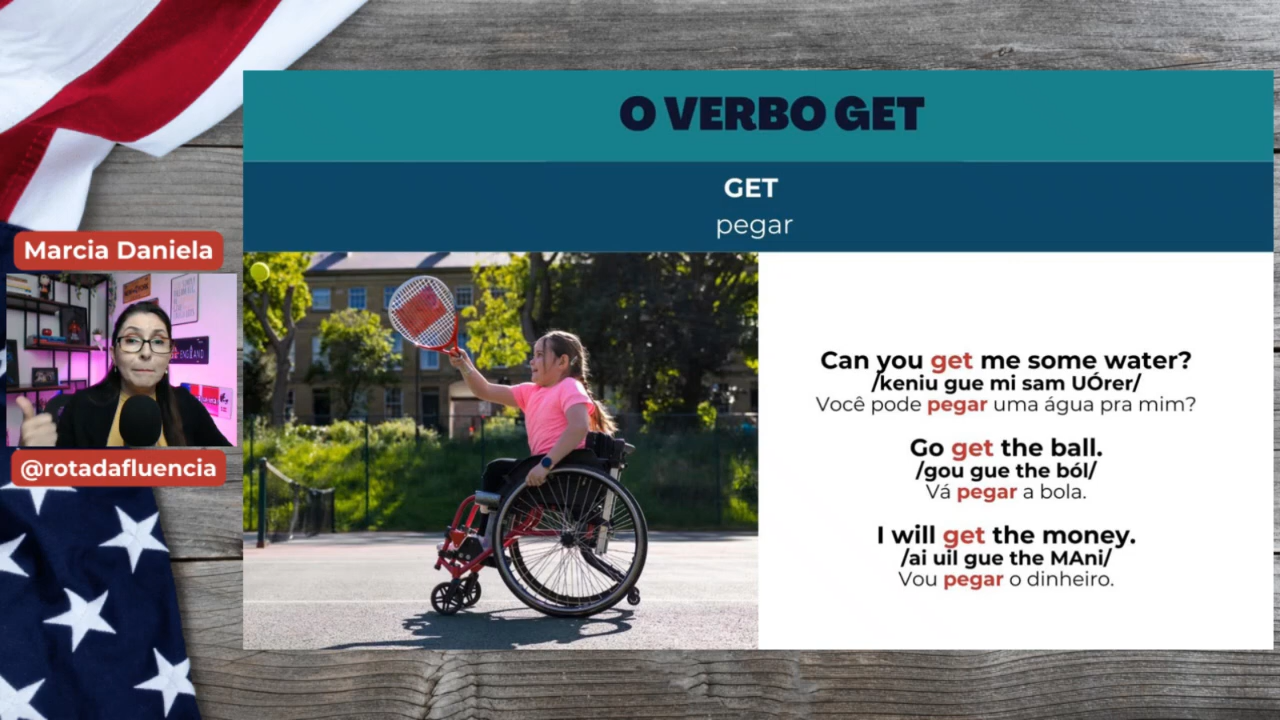 O VERBO GET
GET
pegar
Marcia Daniela
@rotadafluencia
Can you get me some water?
/keniu gue mi sam UÓrer/
Você pode pegar uma água pra mim?
Go get the ball.
/gou gue the ból/
Vá pegar a bola.
I will get the money.
/ai uil gue the MAni/
Vou pegar o dinheiro.